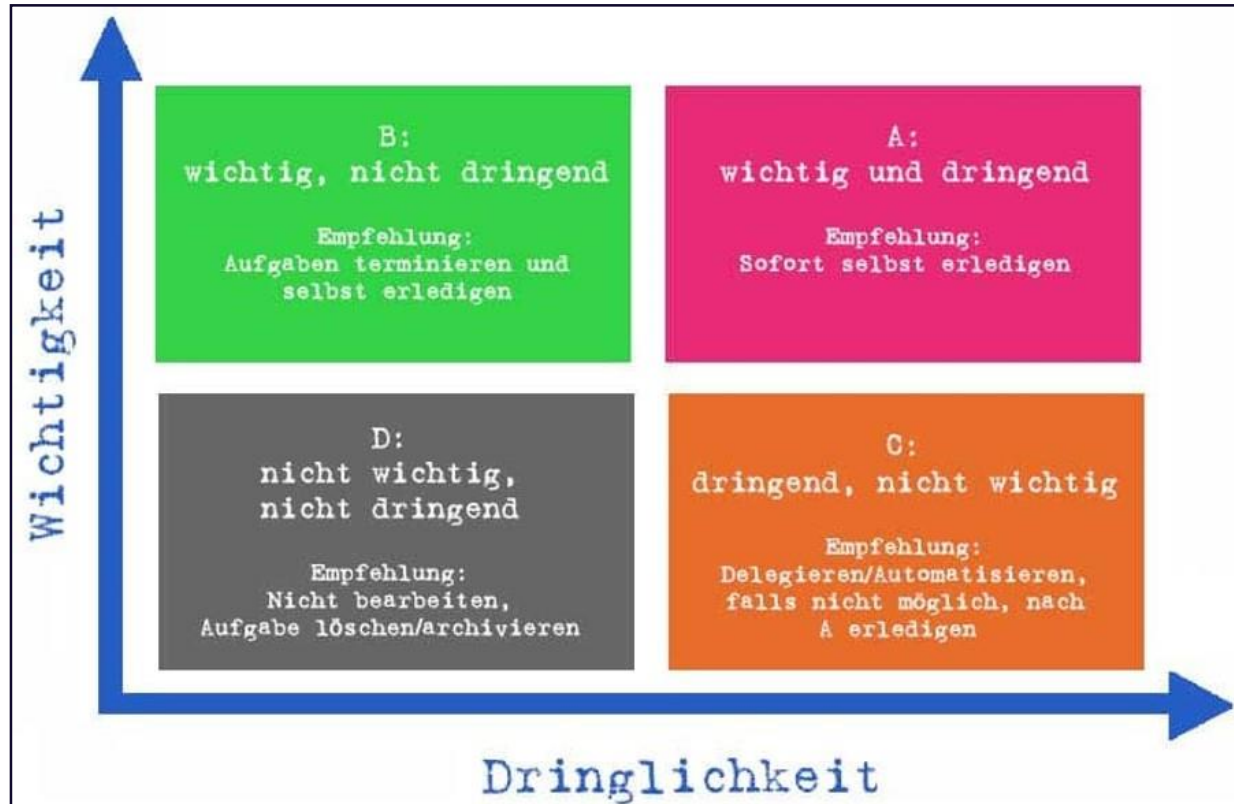 Wichtigkeit
B:
wichtig, nicht dringend
Empfehlung:
Aufgaben terminieren und
selbst erledigen
A:
wichtig und dringend
Empfehlung:
Sofort selbst erledigen
D:
nicht wichtig,
nicht dringend
Empfehlung:
Nicht bearbeiten,
Aufgabe löschen/archivieren
C:
dringend, nicht wichtig
Empfehlung:
Delegieren/Automatisieren,
falls nicht möglich, nach
A erledigen
Dringlichkeit